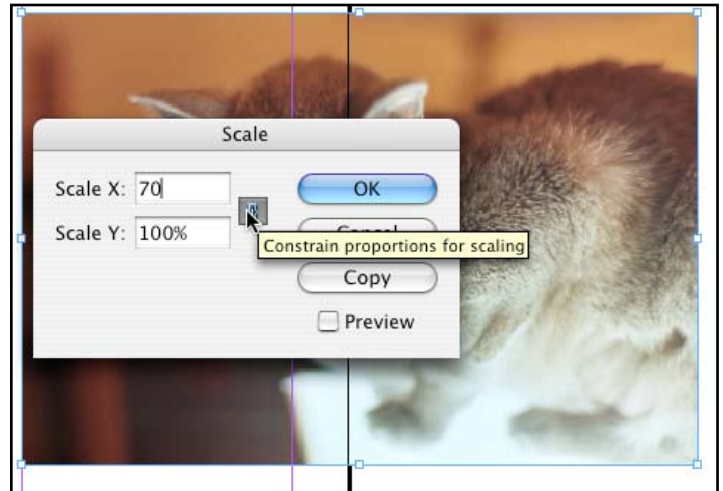 Scale
Scale X: 70
OK
Scale Y: 100%
Constrain proportions for scaling
Copy
Preview